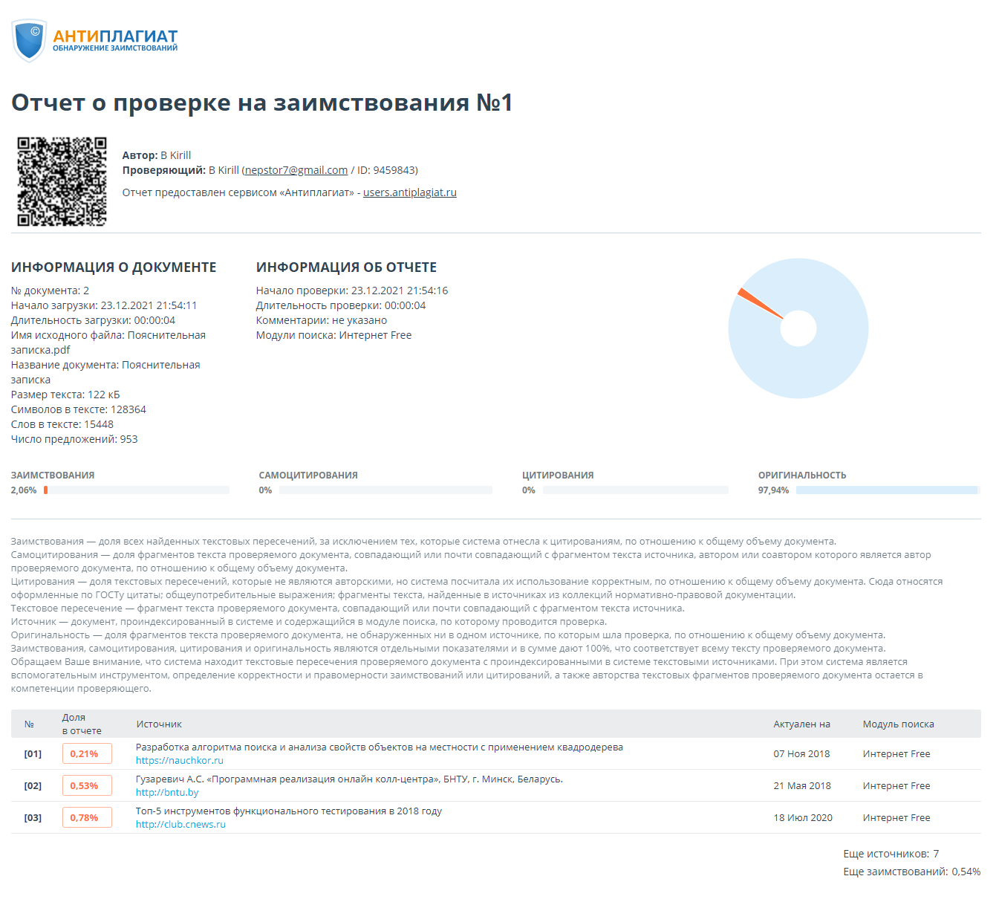 ©
АНТИПЛАГИАТ
ОБНАРУЖЕНИЕ ЗАИМСТВОВАНИЙ
Отчет о проверке на заимствования №1
Автор: B Kirill
Проверяющий: B Kirill (nepstor7@gmail.com / ID: 9459843)
Отчет предоставлен сервисом «Антиплагиат» - users.antiplagiat.ru
ИНФОРМАЦИЯ О ДОКУМЕНТЕ
№ документа: 2
Начало загрузки: 23.12.2021 21:54:11
Длительность загрузки: 00:00:04
Имя исходного файла: Пояснительная
записка.pdf
Название документа: Пояснительная
записка
Размер текста: 122 кБ
Символов в тексте: 128364
Слов в тексте: 15448
Число предложений: 953
ИНФОРМАЦИЯ ОБ ОТЧЕТЕ
Начало проверки: 23.12.2021 21:54:16
Длительность проверки: 00:00:04
Комментарии: не указано
Модули поиска: Интернет Free
ЗАИМСТВОВАНИЯ
2,06%
САМОЦИТИРОВАНИЯ
0%
ЦИТИРОВАНИЯ
0%
ОРИГИНАЛЬНОСТЬ
97,94%
Заимствования — доля всех найденных текстовых пересечений, за исключением тех, которые система отнесла к цитированиям, по отношению к общему объему документа.
Самоцитирования — доля фрагментов текста проверяемого документа, совпадающий или почти совпадающий с фрагментом текста источника, автором или соавтором которого является автор
проверяемого документа, по отношению к общему объему документа.
Цитирования — доля текстовых пересечений, которые не являются авторскими, но система посчитала их использование корректным, по отношению к общему объему документа. Сюда относятся
оформленные по ГОСТу цитаты; общеупотребительные выражения; фрагменты текста, найденные в источниках из коллекций нормативно-правовой документации.
Текстовое пересечение — фрагмент текста проверяемого документа, совпадающий или почти совпадающий с фрагментом текста источника.
Источник — документ, проиндексированный в системе и содержащийся в модуле поиска, по которому проводится проверка.
Оригинальность — доля фрагментов текста проверяемого документа, не обнаруженных ни в одном источнике, по которым шла проверка, по отношению к общему объему документа.
Заимствования, самоцитирования, цитирования и оригинальность являются отдельными показателями и в сумме дают 100%, что соответствует всему тексту проверяемого документа.
Обращаем Ваше внимание, что система находит текстовые пересечения проверяемого документа с проиндексированными в системе текстовыми источниками. При этом система является
вспомогательным инструментом, определение корректности и правомерности заимствований или цитирований, а также авторства текстовых фрагментов проверяемого документа остается в
компетенции проверяющего.
№ Доля в отчете Источник Актуален на Модуль поиска
[01] 0,21% Разработка алгоритма поиска и анализа свойств объектов на местности с применением квадродерева 07 Ноя 2018 Интернет Free
https://nauchkor.ru
[02] 0,53% Гузаревич А.С. «Программная реализация онлайн колл-центра», БНТУ, г. Минск, Беларусь. 21 Мая 2018 Интернет Free
http://bntu.by
[03] 0,78% Топ-5 инструментов функционального тестирования в 2018 году 18 Июл 2020 Интернет Free
http://club.cnews.ru
Еще источников: 7
Еще заимствований: 0,54%